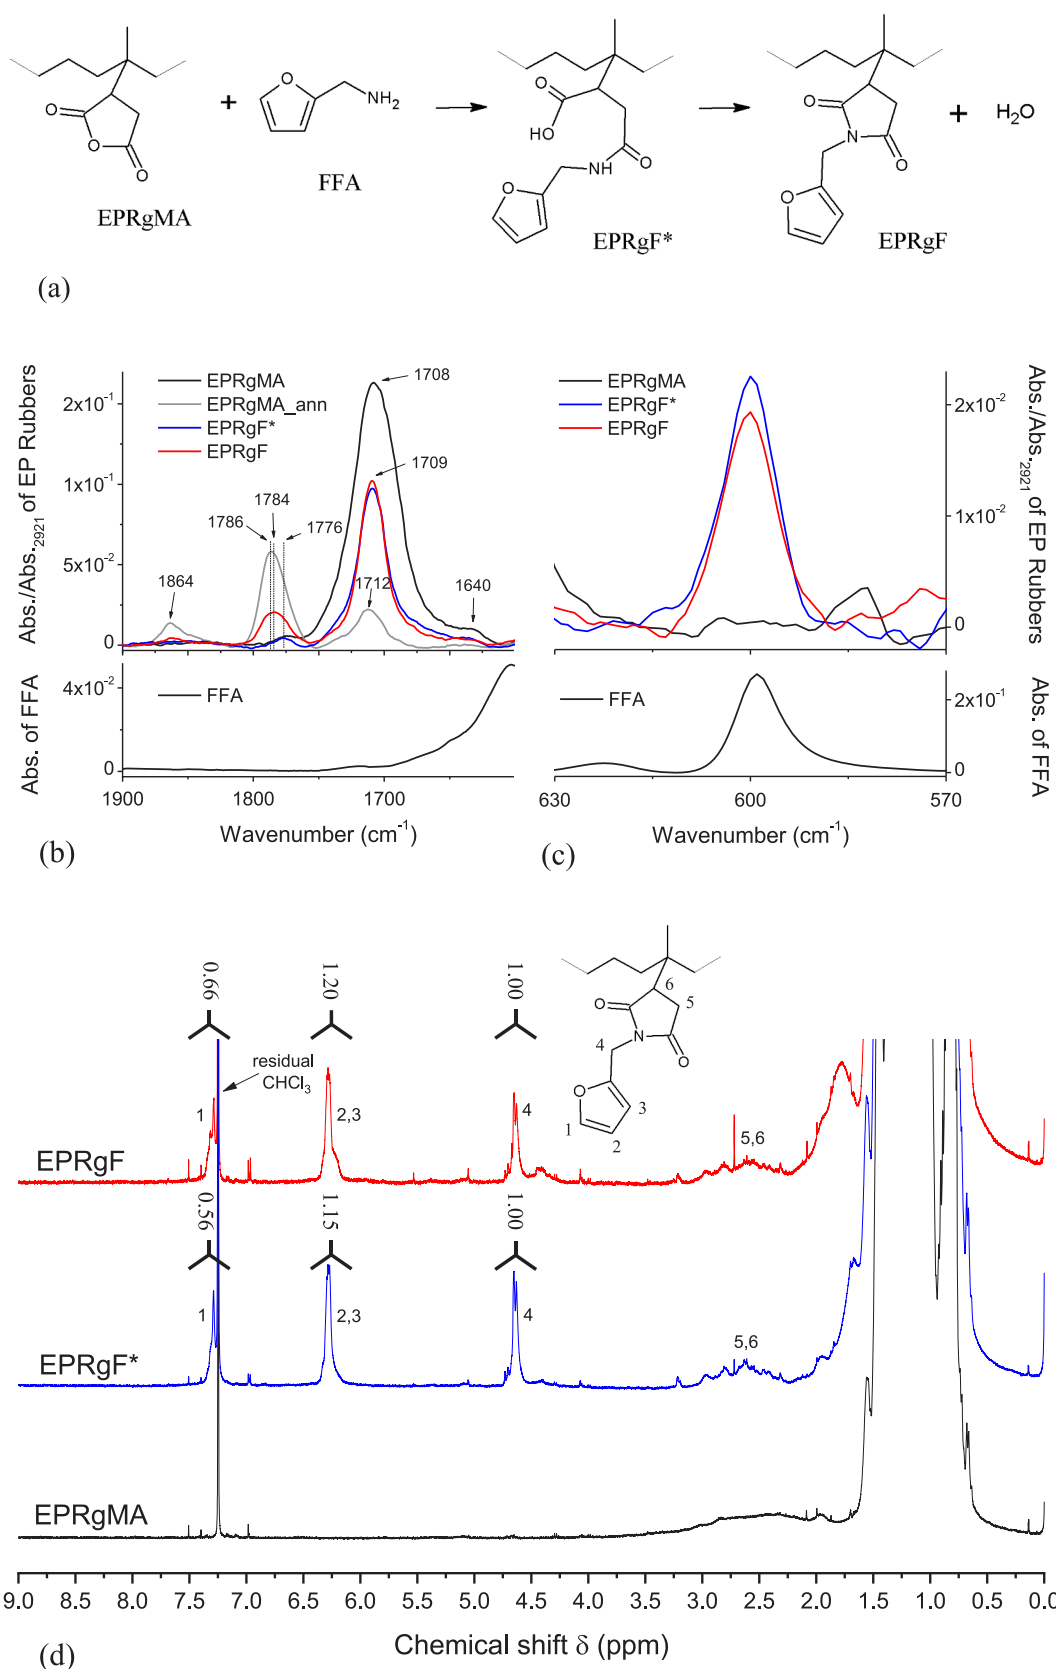 O
O
O
+
O
NH₂
O
HO
NH
O
O
O
N
O
O
+
H₂O
EPRgMA
FFA
EPRgF*
EPRgF
(a)
Abs./Abs.₂₉₂₁ of EP Rubbers
2x10⁻¹
1x10⁻¹
5x10⁻²
0
EPRgMA
EPRgMA_ann
EPRgF*
EPRgF
1708
1709
1784
1786
1776
1864
1712
1640
Abs. of FFA
4x10⁻²
0
FFA
1900
1800
1700
Wavenumber (cm⁻¹)
(b)
EPRgMA
EPRgF*
EPRgF
2x10⁻²
1x10⁻²
0
Abs./Abs.₂₉₂₁ of EP Rubbers
FFA
2x10⁻¹
0
Abs. of FFA
630
600
570
Wavenumber (cm⁻¹)
(c)
0.66
1.20
1.00
residual
CHCl₃
1
2,3
4
5,6
EPRgF
O
N
O
O
6
5
4
3
2
1
0.56
1.15
1.00
1
2,3
4
5,6
EPRgF*
EPRgMA
9.0 8.5 8.0 7.5 7.0 6.5 6.0 5.5 5.0 4.5 4.0 3.5 3.0 2.5 2.0 1.5 1.0 0.5 0.0
Chemical shift δ (ppm)
(d)